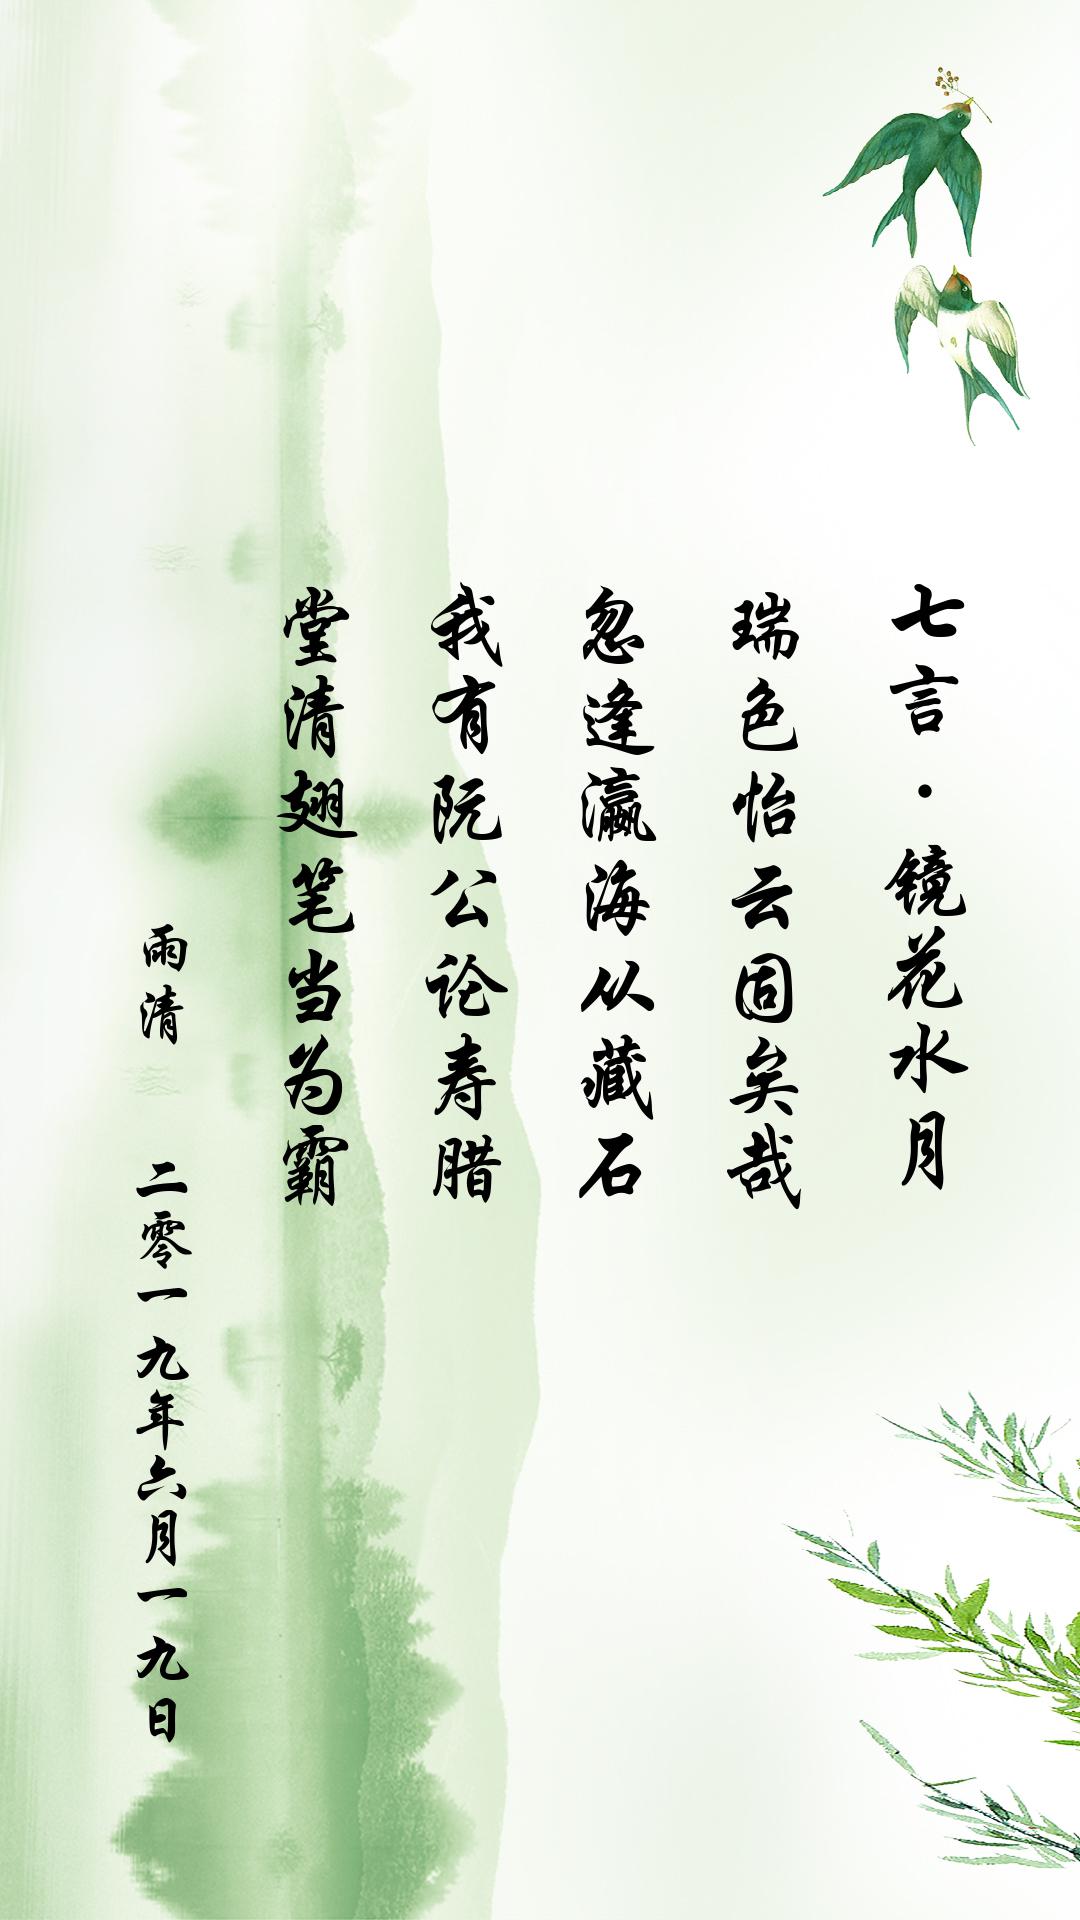 七言·镜花水月
瑞色怡云固矣哉
忽逢瀛海从藏石
我有阮公论寿腊
堂清翅笔当为霸
雨清
二零一九年六月一九日